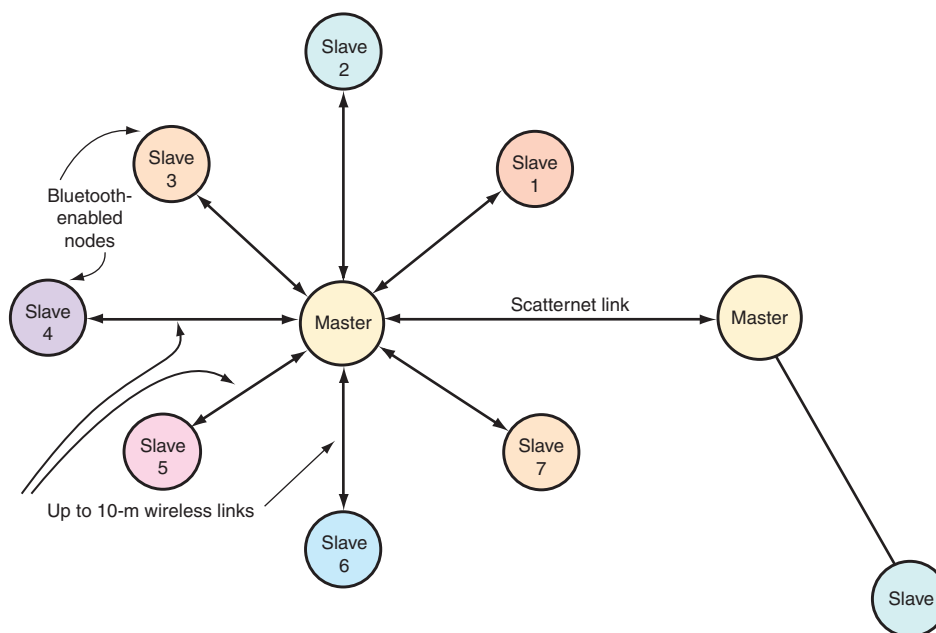 Slave
2
Slave
3
Slave
1
Bluetooth-
enabled
nodes
Slave
4
Master
Scatternet link
Master
Slave
5
Slave
7
Up to 10-m wireless links
Slave
6
Slave